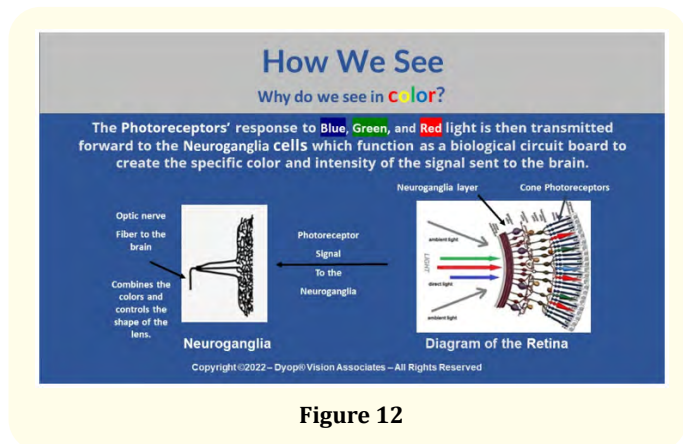 How We See
Why do we see in color?
The Photoreceptors' response to Blue, Green, and Red light is then transmitted
forward to the Neuroganglia cells which function as a biological circuit board to
create the specific color and intensity of the signal sent to the brain.
Neuroganglia layer
Cone Photoreceptors
Optic nerve
Fiber to the
brain
Combines the
colors and
controls the
shape of the
lens.
Photoreceptor
Signal
To the
Neuroganglia
ambient light
LIGHT
direct light
ambient light
Neuroganglia
Diagram of the Retina
Copyright ©2022 – Dyop® Vision Associates – All Rights Reserved
Figure 12